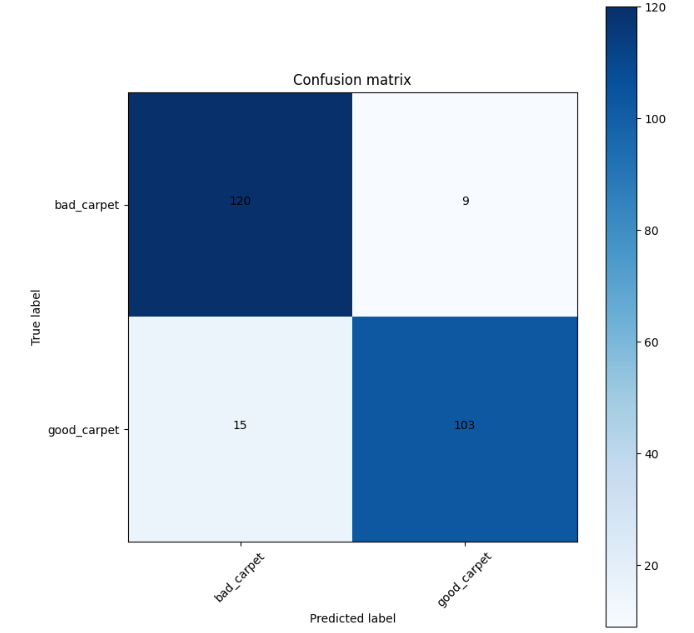 Confusion matrix
120
100
80
60
40
20
True label
bad_carpet
120
9
good_carpet
15
103
bad_carpet
good_carpet
Predicted label